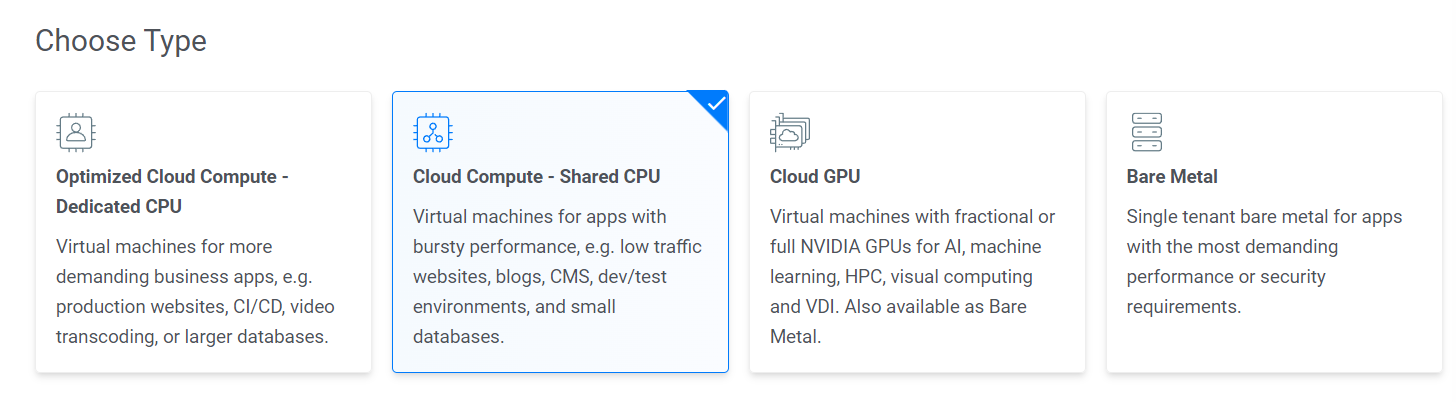 Choose Type
Optimized Cloud Compute -
Dedicated CPU
Virtual machines for more
demanding business apps, e.g.
production websites, CI/CD, video
transcoding, or larger databases.
Cloud Compute - Shared CPU
Virtual machines for apps with
bursty performance, e.g. low traffic
websites, blogs, CMS, dev/test
environments, and small
databases.
Cloud GPU
Virtual machines with fractional or
full NVIDIA GPUs for AI, machine
learning, HPC, visual computing
and VDI. Also available as Bare
Metal.
Bare Metal
Single tenant bare metal for apps
with the most demanding
performance or security
requirements.